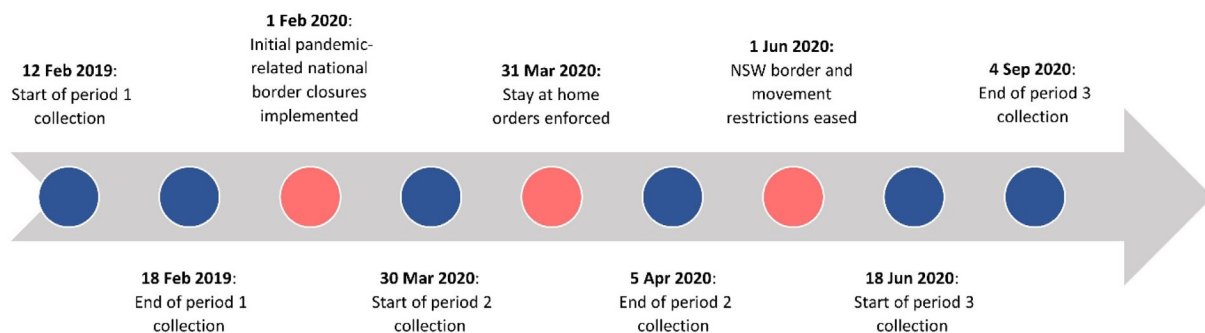 12 Feb 2019:
Start of period 1
collection
18 Feb 2019:
End of period 1
collection
1 Feb 2020:
Initial pandemic-
related national
border closures
implemented
30 Mar 2020:
Start of period 2
collection
31 Mar 2020:
Stay at home
orders enforced
5 Apr 2020:
End of period 2
collection
1 Jun 2020:
NSW border and
movement
restrictions eased
18 Jun 2020:
Start of period 3
collection
4 Sep 2020:
End of period 3
collection